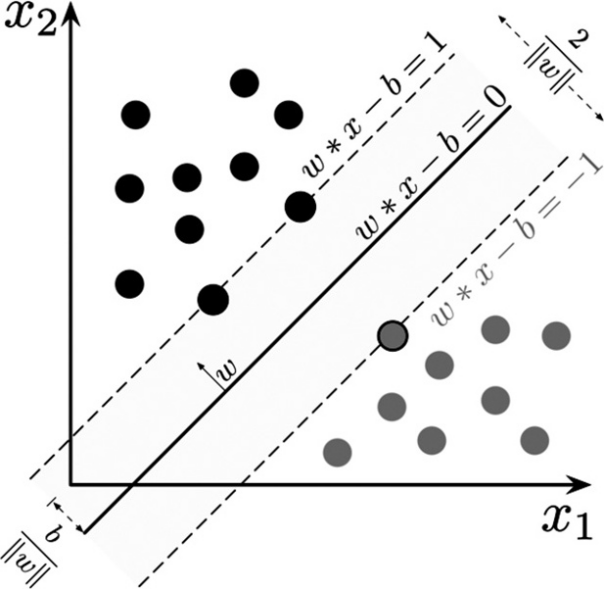 x₂
w * x − b = 1
2
‖w‖
w * x − b = 0
w * x − b = −1
w
b
‖w‖
x₁